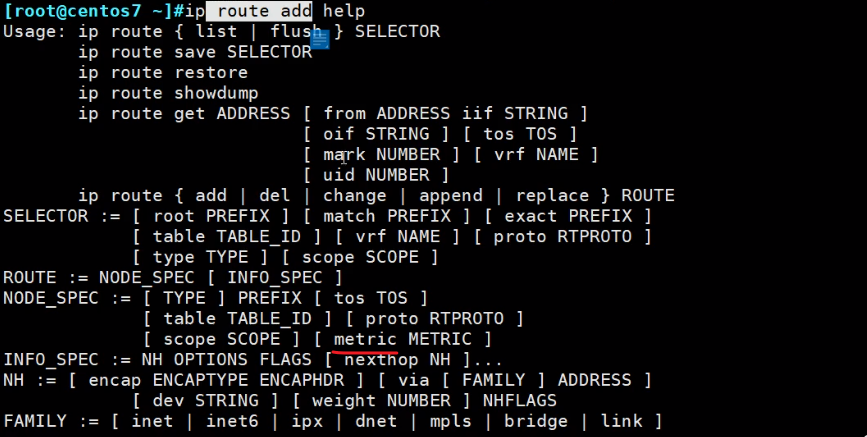 [root@centos7 ~]#ip route add help
Usage: ip route { list | flush } SELECTOR
       ip route save SELECTOR
       ip route restore
       ip route showdump
       ip route get ADDRESS [ from ADDRESS iif STRING ]
                            [ oif STRING ] [ tos TOS ]
                            [ mark NUMBER ] [ vrf NAME ]
                            [ uid NUMBER ]
       ip route { add | del | change | append | replace } ROUTE
SELECTOR := [ root PREFIX ] [ match PREFIX ] [ exact PREFIX ]
            [ table TABLE_ID ] [ vrf NAME ] [ proto RTPROTO ]
            [ type TYPE ] [ scope SCOPE ]
ROUTE := NODE_SPEC [ INFO_SPEC ]
NODE_SPEC := [ TYPE ] PREFIX [ tos TOS ]
             [ table TABLE_ID ] [ proto RTPROTO ]
             [ scope SCOPE ] [ metric METRIC ]
INFO_SPEC := NH OPTIONS FLAGS [ nexthop NH ]...
NH := [ encap ENCAPTYPE ENCAPHDR ] [ via [ FAMILY ] ADDRESS ]
            [ dev STRING ] [ weight NUMBER ] NHFLAGS
FAMILY := [ inet | inet6 | ipx | dnet | mpls | bridge | link ]